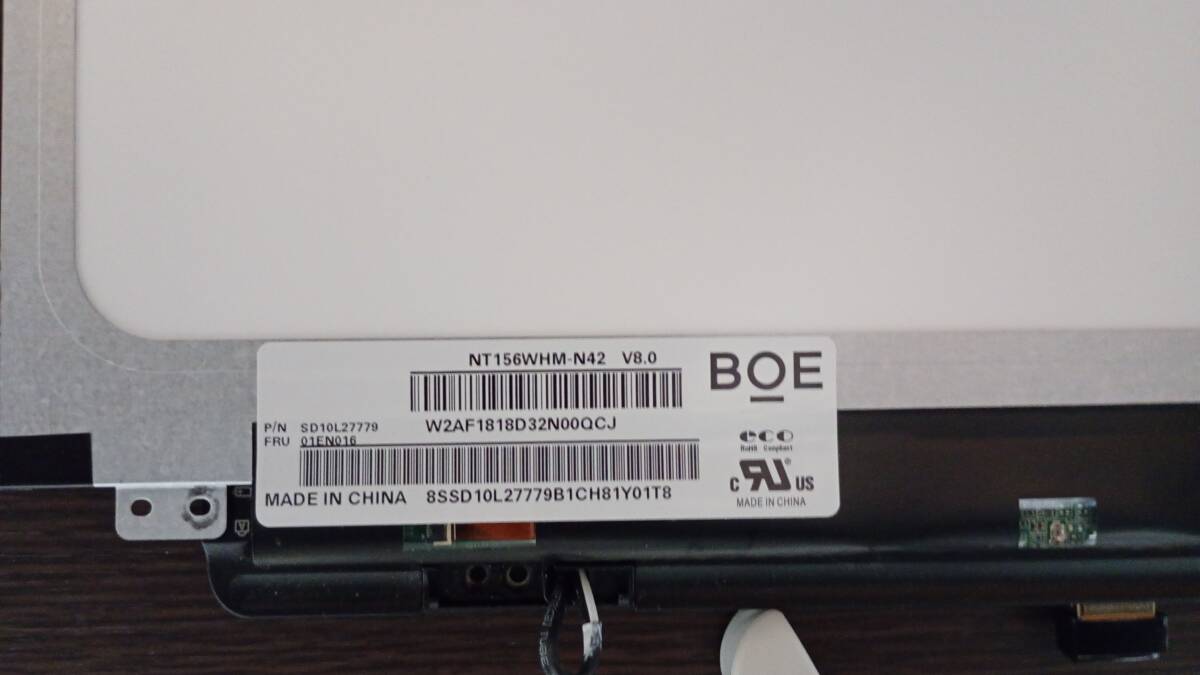 NT156WHM-N42 V8.0
BOE
P/N SD10L27779
W2AF1818D32N00QCJ
FRU 01EN016
eco
RoHS Compliant
MADE IN CHINA 8SSD10L27779B1CH81Y01T8
c RU ® US
MADE IN CHINA